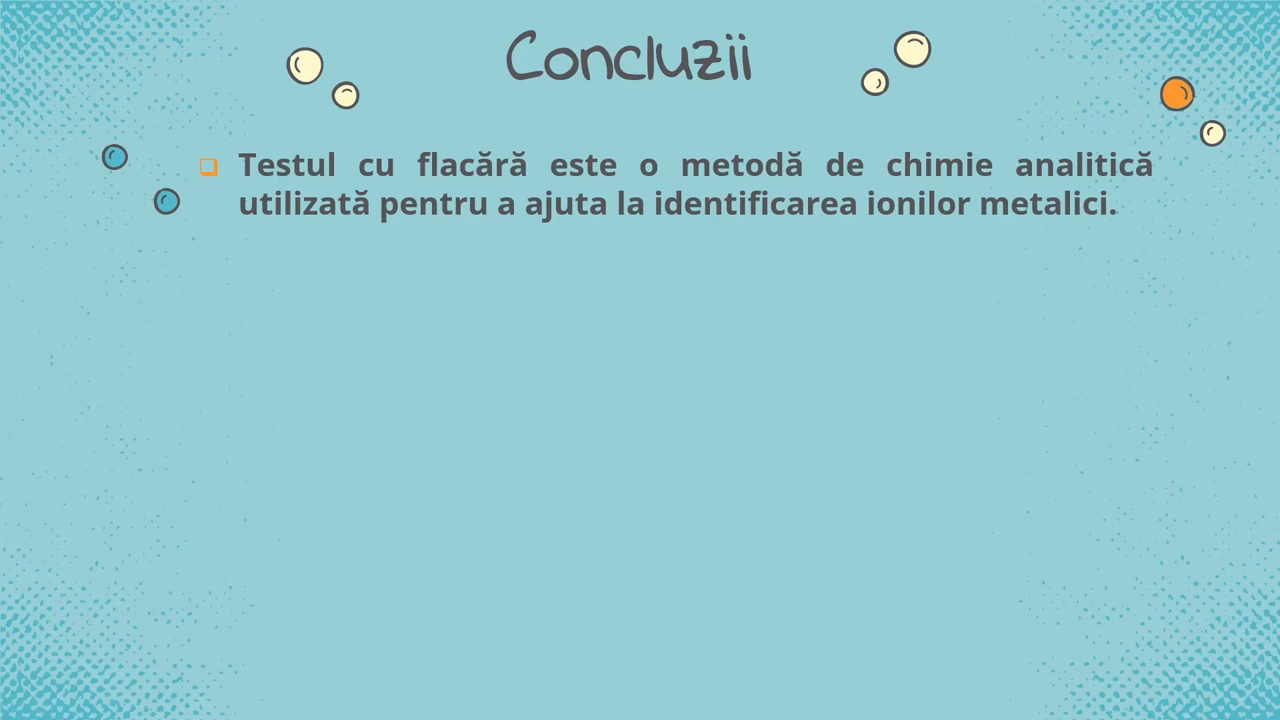 Concluzii
Testul cu flacără este o metodă de chimie analitică
utilizată pentru a ajuta la identificarea ionilor metalici.